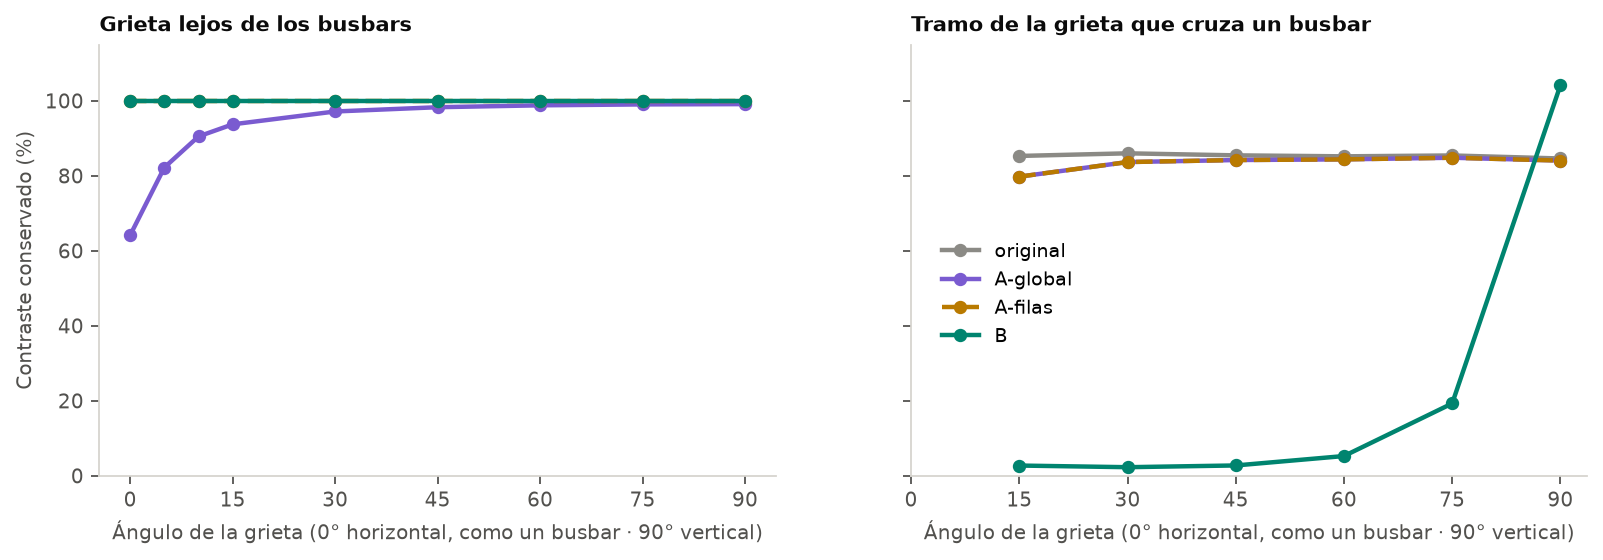 Grieta lejos de los busbars
Contraste conservado (%)
100
80
60
40
20
0
0 15 30 45 60 75 90
Ángulo de la grieta (0° horizontal, como un busbar · 90° vertical)
Tramo de la grieta que cruza un busbar
original
A-global
A-filas
B
0 15 30 45 60 75 90
Ángulo de la grieta (0° horizontal, como un busbar · 90° vertical)